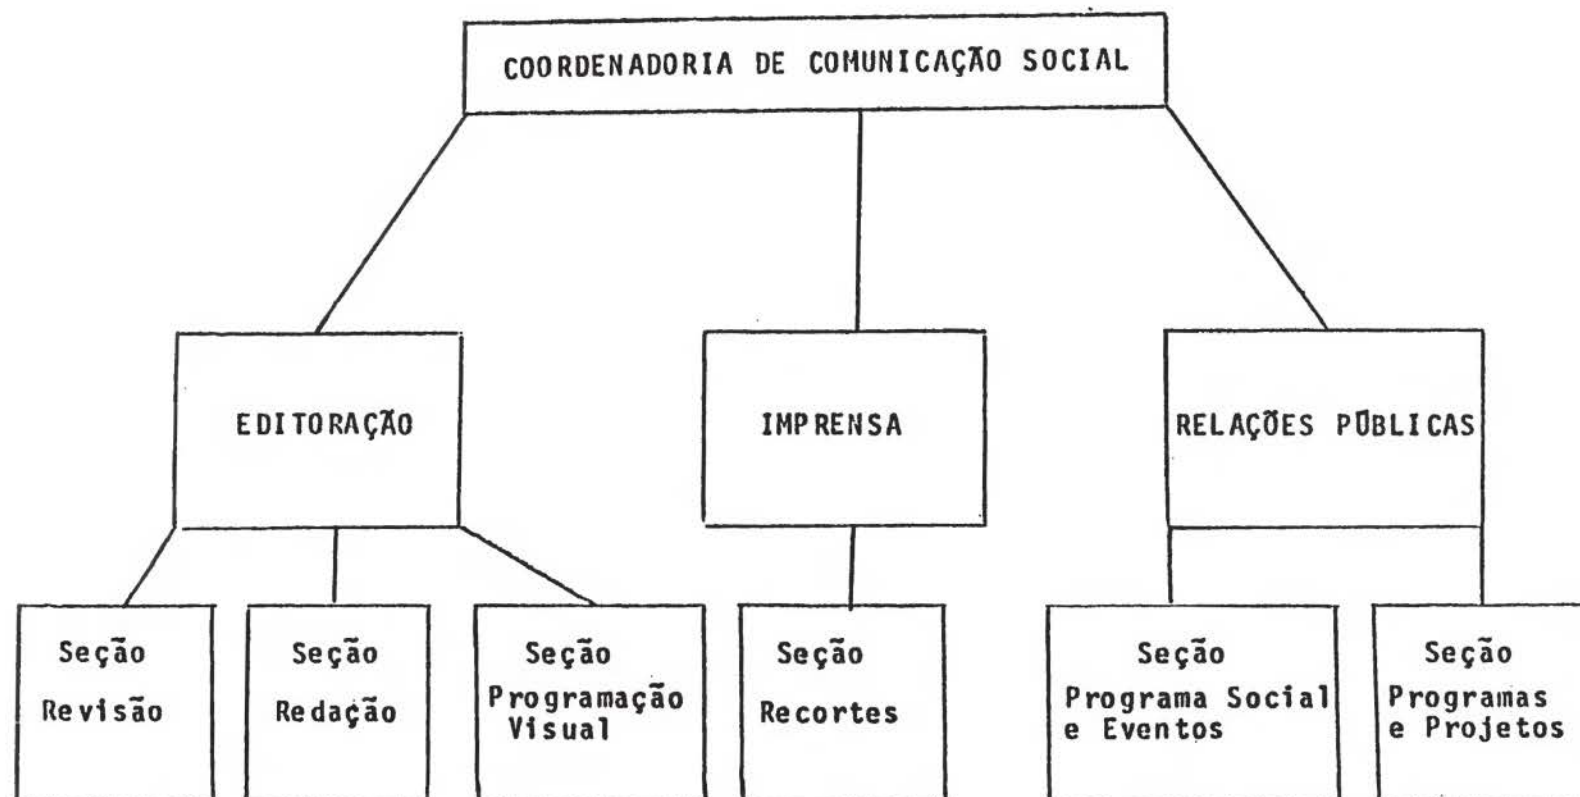 COORDENADORIA DE COMUNICAÇÃO SOCIAL
EDITORAÇÃO
IMPRENSA
RELAÇÕES PÚBLICAS
Seção
Revisão
Seção
Redação
Seção
Programação
Visual
Seção
Recortes
Seção
Programa Social
e Eventos
Seção
Programas
e Projetos